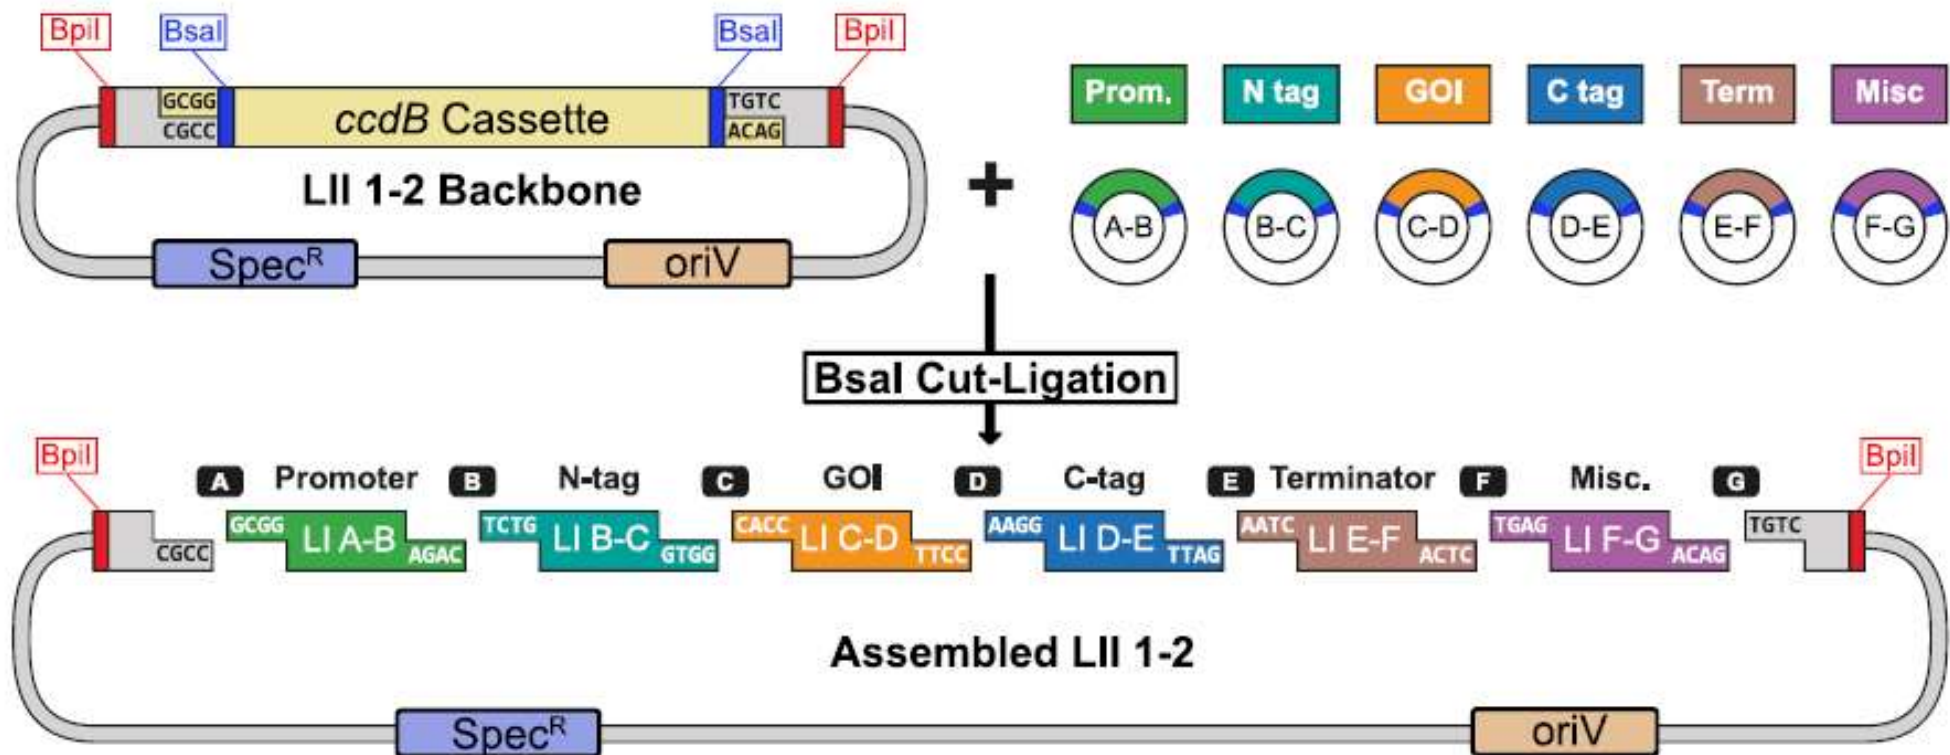 BpiI
BsaI
BsaI
BpiI
GCGG
CGCC
ccdB Cassette
TGTC
ACAG
LII 1-2 Backbone
SpecR
oriV
+
Prom.
N tag
GOI
C tag
Term
Misc
A-B
B-C
C-D
D-E
E-F
F-G
BsaI Cut-Ligation
BpiI
A
Promoter
B
N-tag
C
GOI
D
C-tag
E
Terminator
F
Misc.
G
BpiI
CGCC
GCGG
LI A-B
AGAC
TCTG
LI B-C
GTGG
CACC
LI C-D
TTCC
AAGG
LI D-E
TTAG
AATC
LI E-F
ACTC
TGAG
LI F-G
ACAG
TGTC
Assembled LII 1-2
SpecR
oriV